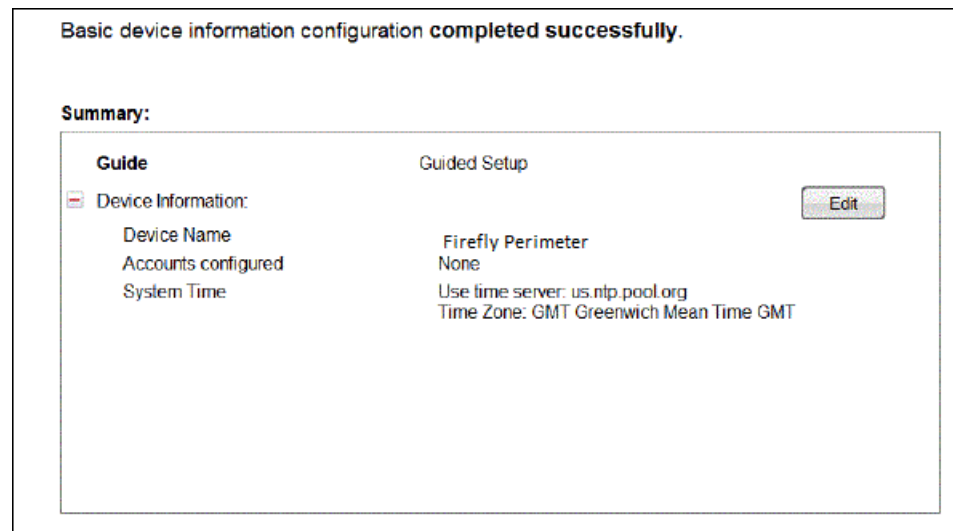 Basic device information configuration completed successfully.
Summary:
Guide Guided Setup
Device Information: Edit
Device Name Firefly Perimeter
Accounts configured None
System Time Use time server: us.ntp.pool.org
Time Zone: GMT Greenwich Mean Time GMT